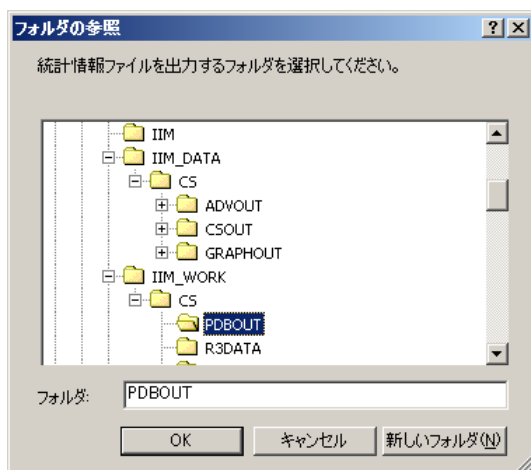 フォルダの参照
統計情報ファイルを出力するフォルダを選択してください。
IIM
IIM_DATA
CS
ADVOUT
CSOUT
GRAPHOUT
IIM_WORK
CS
PDBOUT
R3DATA
フォルダ: PDBOUT
OK キャンセル 新しいフォルダ(N)